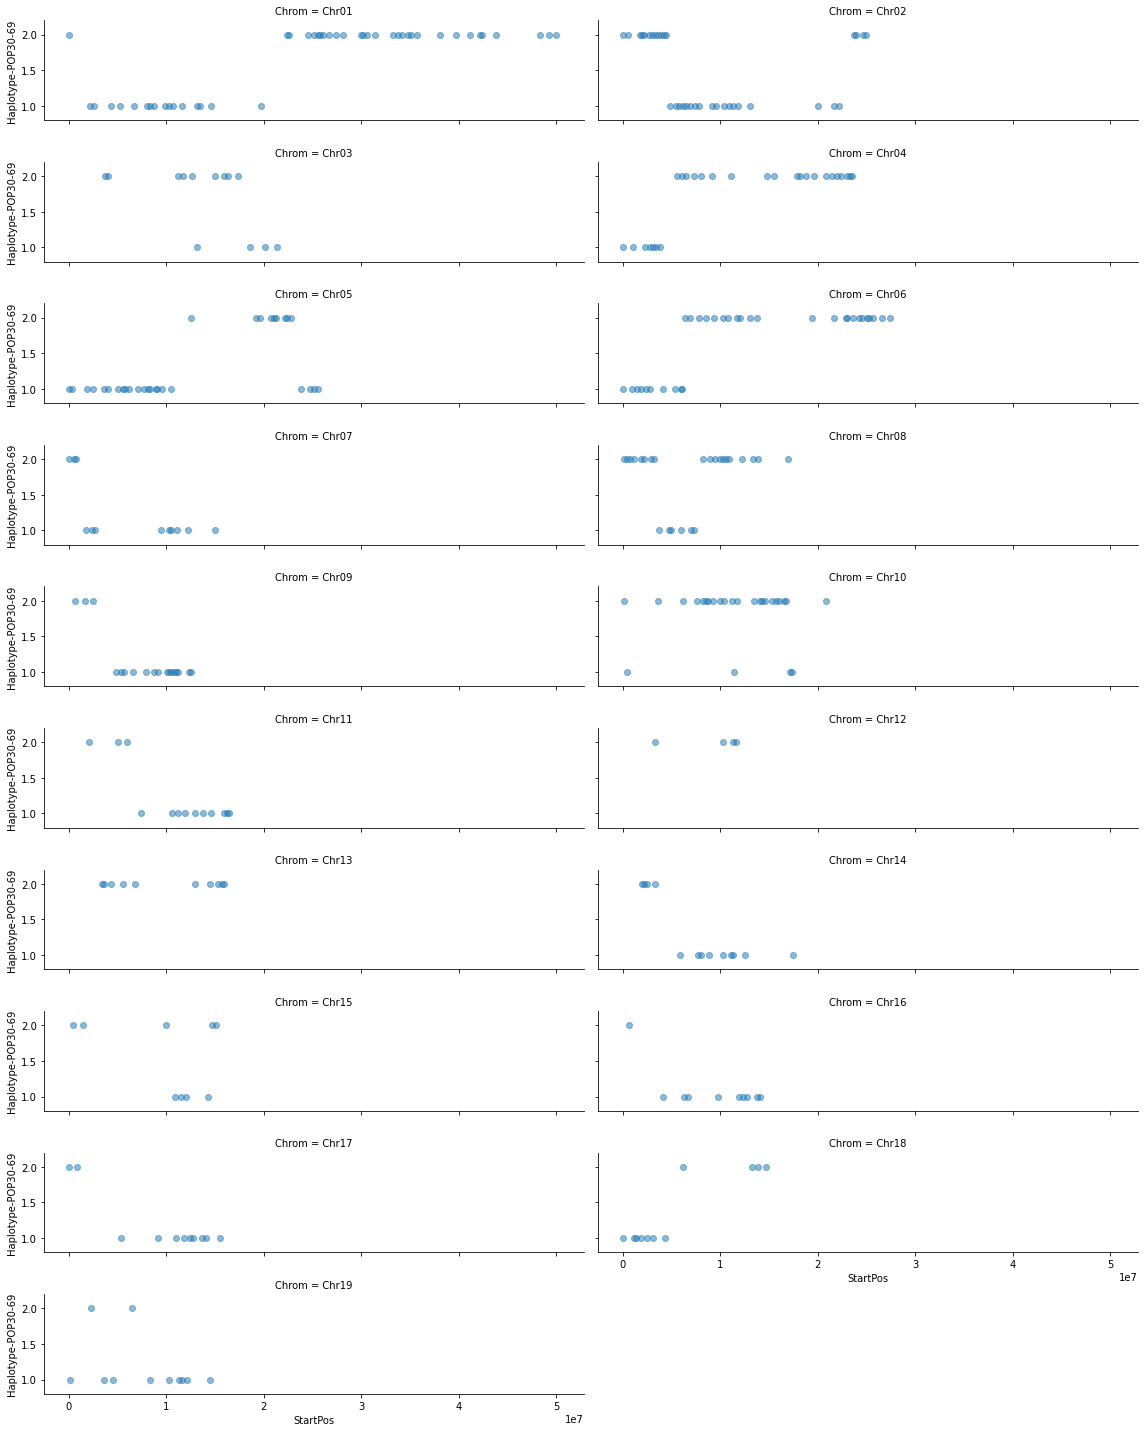 Chrom = Chr01
Chrom = Chr02
Haplotype-POP30-69
2.0
1.5
1.0
Chrom = Chr03
Chrom = Chr04
Haplotype-POP30-69
2.0
1.5
1.0
Chrom = Chr05
Chrom = Chr06
Haplotype-POP30-69
2.0
1.5
1.0
Chrom = Chr07
Chrom = Chr08
Haplotype-POP30-69
2.0
1.5
1.0
Chrom = Chr09
Chrom = Chr10
Haplotype-POP30-69
2.0
1.5
1.0
Chrom = Chr11
Chrom = Chr12
Haplotype-POP30-69
2.0
1.5
1.0
Chrom = Chr13
Chrom = Chr14
Haplotype-POP30-69
2.0
1.5
1.0
Chrom = Chr15
Chrom = Chr16
Haplotype-POP30-69
2.0
1.5
1.0
Chrom = Chr17
Chrom = Chr18
Haplotype-POP30-69
2.0
1.5
1.0
0 1 2 3 4 5
StartPos
1e7
Chrom = Chr19
Haplotype-POP30-69
2.0
1.5
1.0
0 1 2 3 4 5
StartPos
1e7